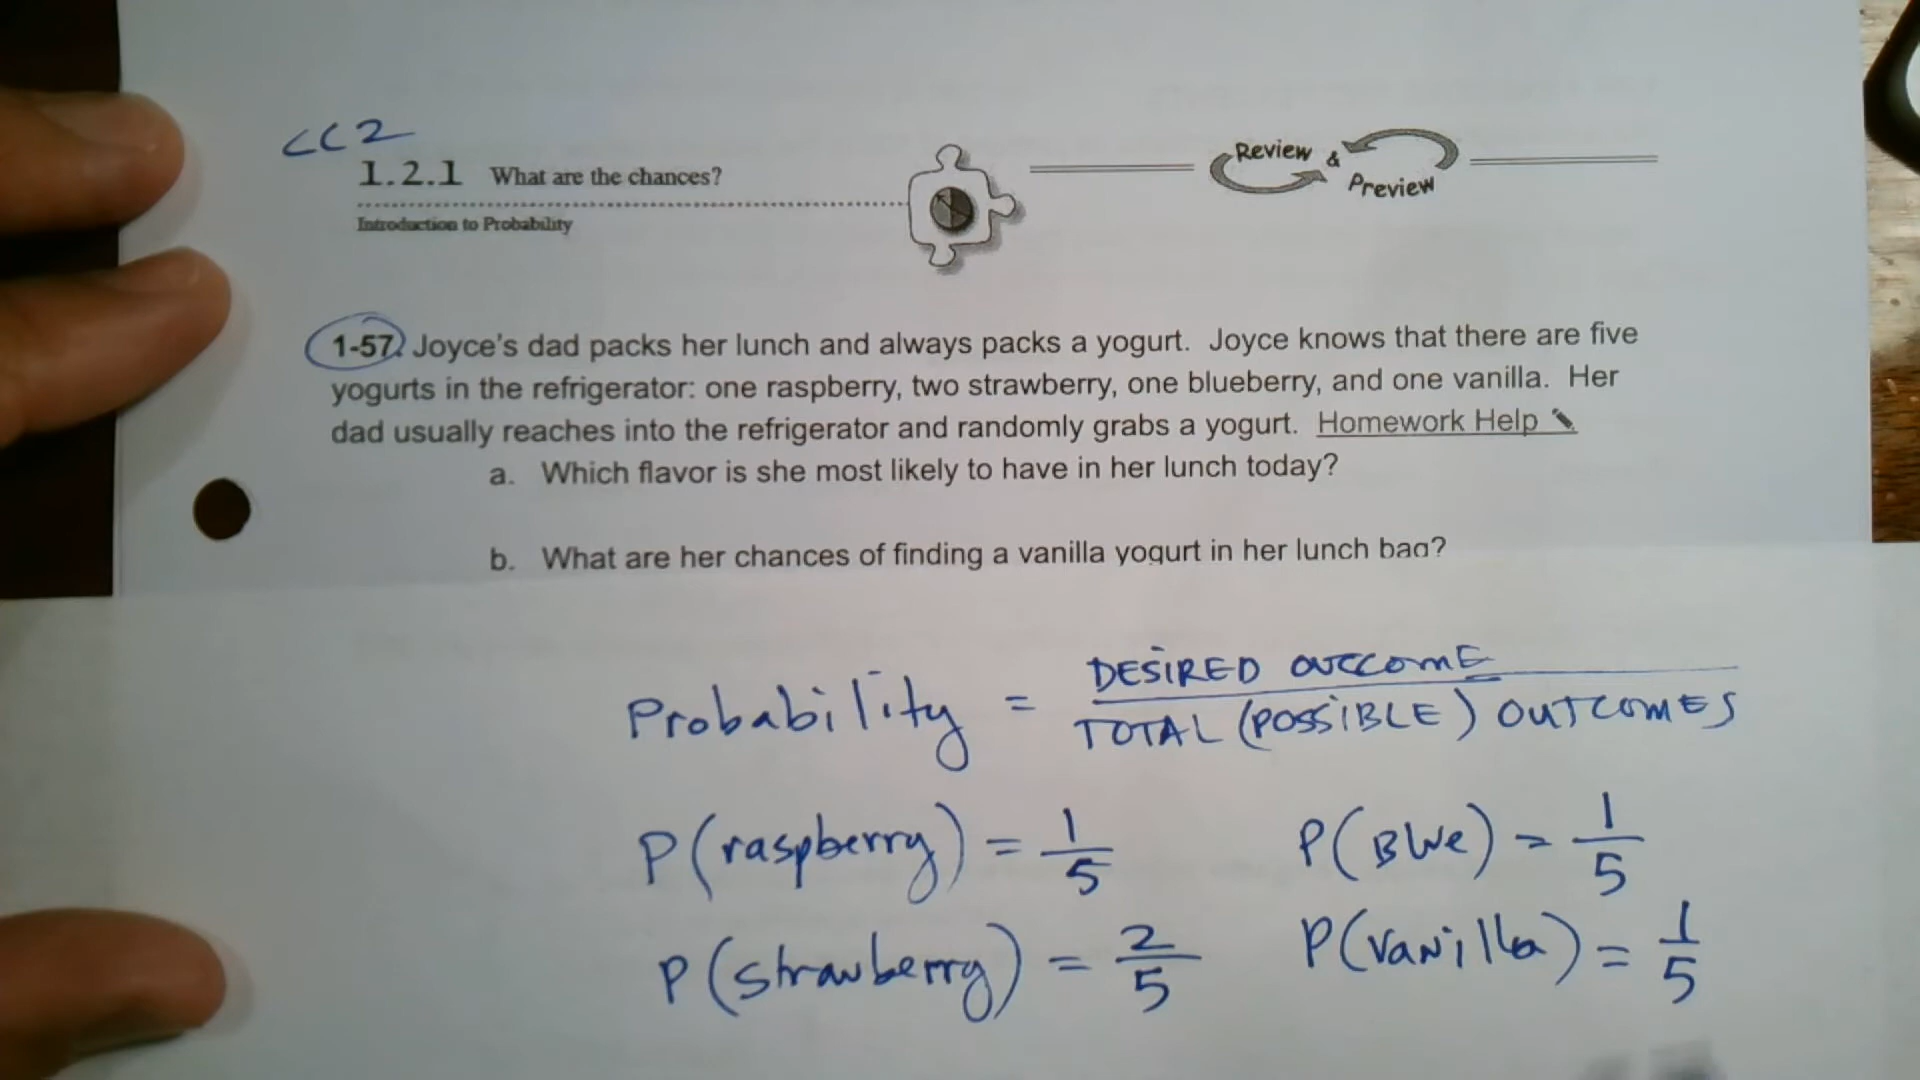 CC2
1.2.1 What are the chances?
Introduction to Probability
Review & Preview
1-57. Joyce's dad packs her lunch and always packs a yogurt. Joyce knows that there are five
yogurts in the refrigerator: one raspberry, two strawberry, one blueberry, and one vanilla. Her
dad usually reaches into the refrigerator and randomly grabs a yogurt. Homework Help ✎
a. Which flavor is she most likely to have in her lunch today?
b. What are her chances of finding a vanilla yogurt in her lunch bag?
Probability = DESIRED OUTCOME / TOTAL (POSSIBLE) OUTCOMES
P(raspberry) = 1/5 P(Blue) = 1/5
P(strawberry) = 2/5 P(vanilla) = 1/5